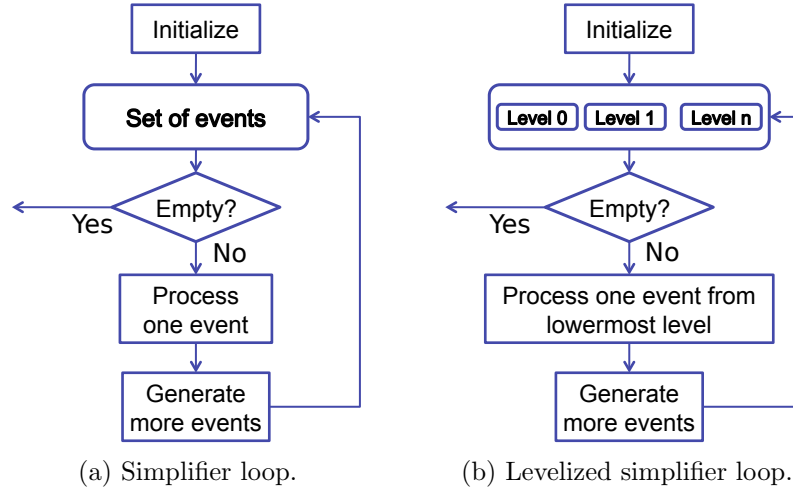 Initialize
Set of events
Empty?
Yes
No
Process
one event
Generate
more events
(a) Simplifier loop.
Initialize
Level 0 Level 1 Level n
Empty?
Yes
No
Process one event from
lowermost level
Generate
more events
(b) Levelized simplifier loop.